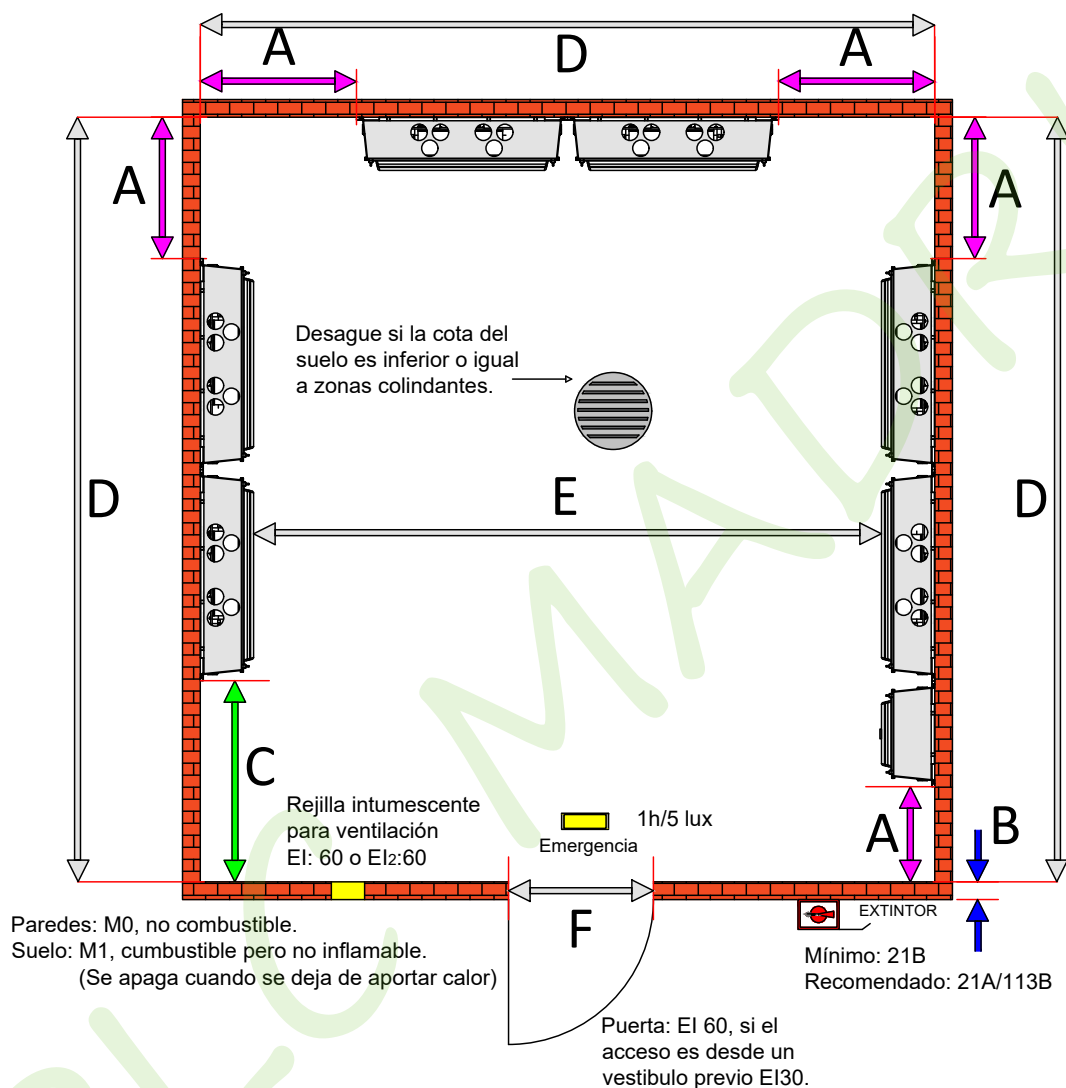 A
D
A
A
A
Desague si la cota del
suelo es inferior o igual
a zonas colindantes.
D
E
D
C
Rejilla intumescente
para ventilación
EI: 60 o EI2:60
1h/5 lux
Emergencia
A
B
F
EXTINTOR
Paredes: M0, no combustible.
Suelo: M1, cumbustible pero no inflamable.
(Se apaga cuando se deja de aportar calor)
Mínimo: 21B
Recomendado: 21A/113B
Puerta: EI 60, si el
acceso es desde un
vestibulo previo EI30.
PLC MADRI